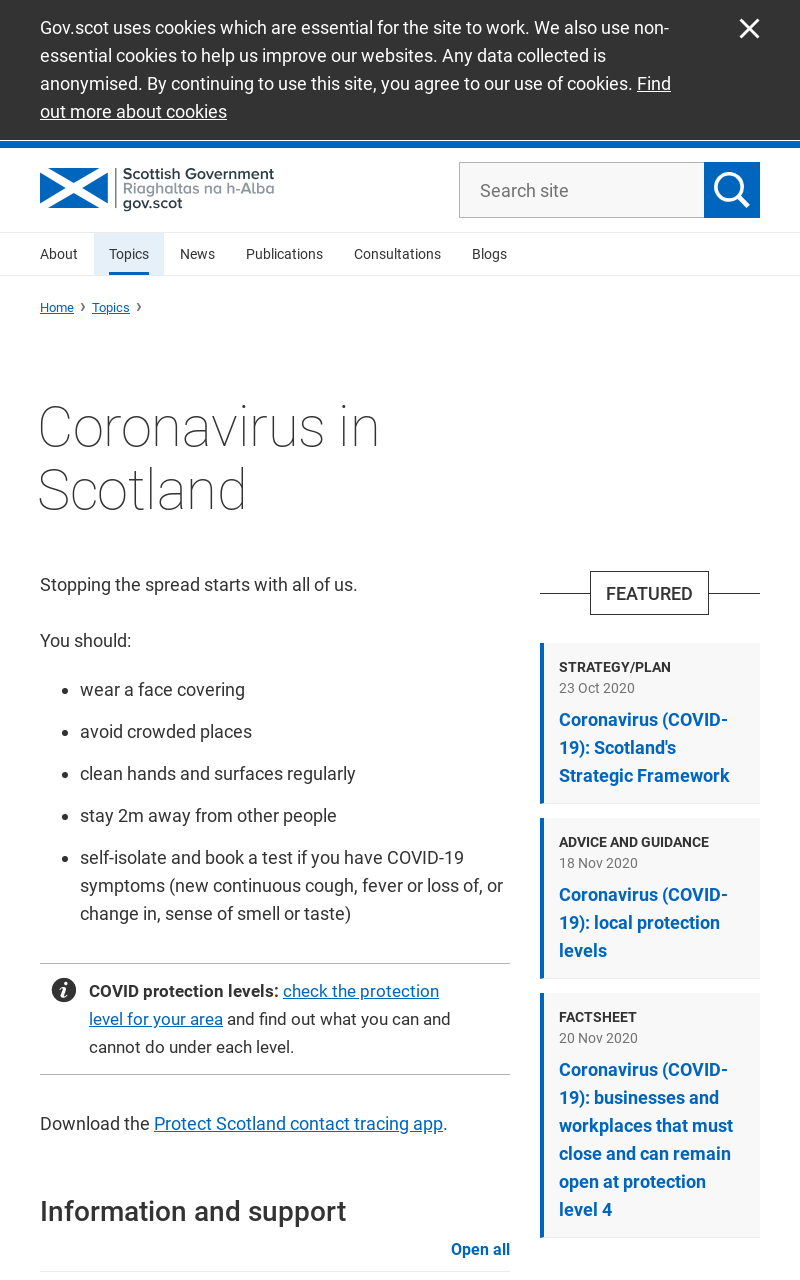 Gov.scot uses cookies which are essential for the site to work. We also use non-
essential cookies to help us improve our websites. Any data collected is
anonymised. By continuing to use this site, you agree to our use of cookies. Find
out more about cookies
Scottish Government
Riaghaltas na h-Alba
gov.scot
Search site
About
Topics
News
Publications
Consultations
Blogs
Home › Topics ›
Coronavirus in
Scotland
Stopping the spread starts with all of us.
You should:
• wear a face covering
• avoid crowded places
• clean hands and surfaces regularly
• stay 2m away from other people
• self-isolate and book a test if you have COVID-19
symptoms (new continuous cough, fever or loss of, or
change in, sense of smell or taste)
COVID protection levels: check the protection
level for your area and find out what you can and
cannot do under each level.
Download the Protect Scotland contact tracing app.
Information and support
Open all
FEATURED
STRATEGY/PLAN
23 Oct 2020
Coronavirus (COVID-
19): Scotland's
Strategic Framework
ADVICE AND GUIDANCE
18 Nov 2020
Coronavirus (COVID-
19): local protection
levels
FACTSHEET
20 Nov 2020
Coronavirus (COVID-
19): businesses and
workplaces that must
close and can remain
open at protection
level 4